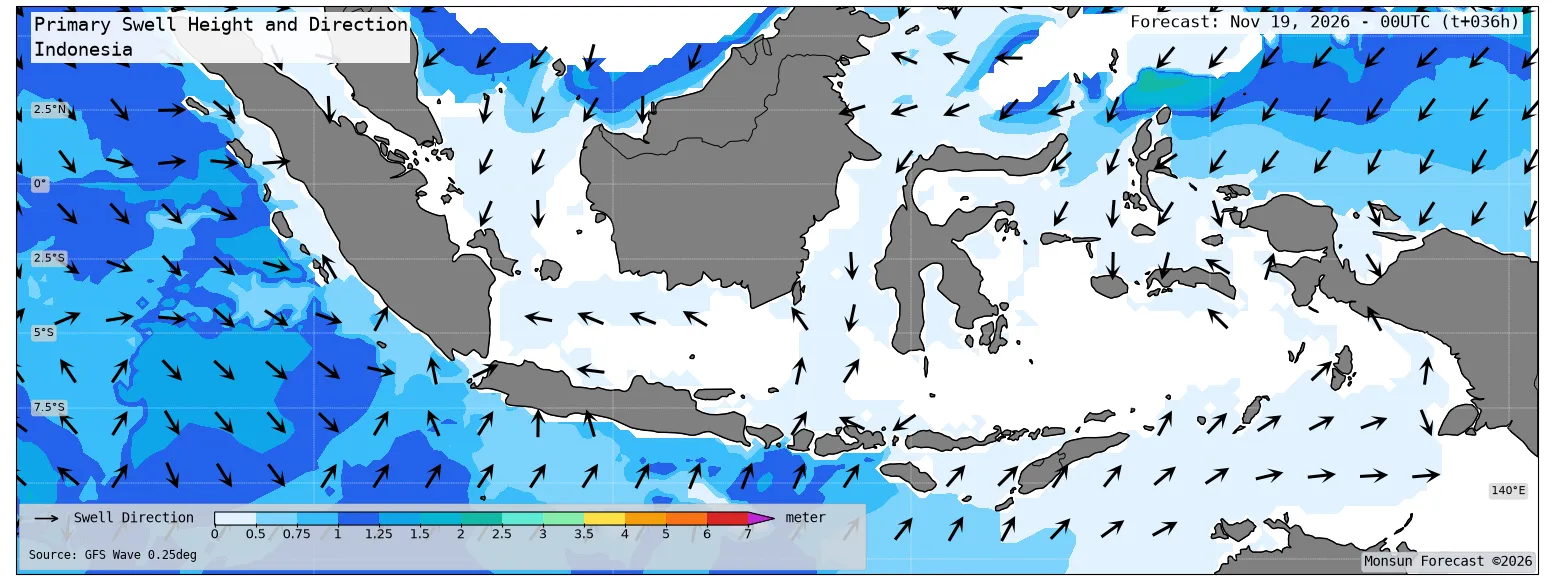 Primary Swell Height and Direction
Indonesia
Forecast: Nov 19, 2026 - 00UTC (t+036h)
2.5°N
0°
2.5°S
5°S
7.5°S
140°E
Swell Direction
meter
0 0.5 0.75 1 1.25 1.5 2 2.5 3 3.5 4 5 6 7
Source: GFS Wave 0.25deg
Monsun Forecast ©2026